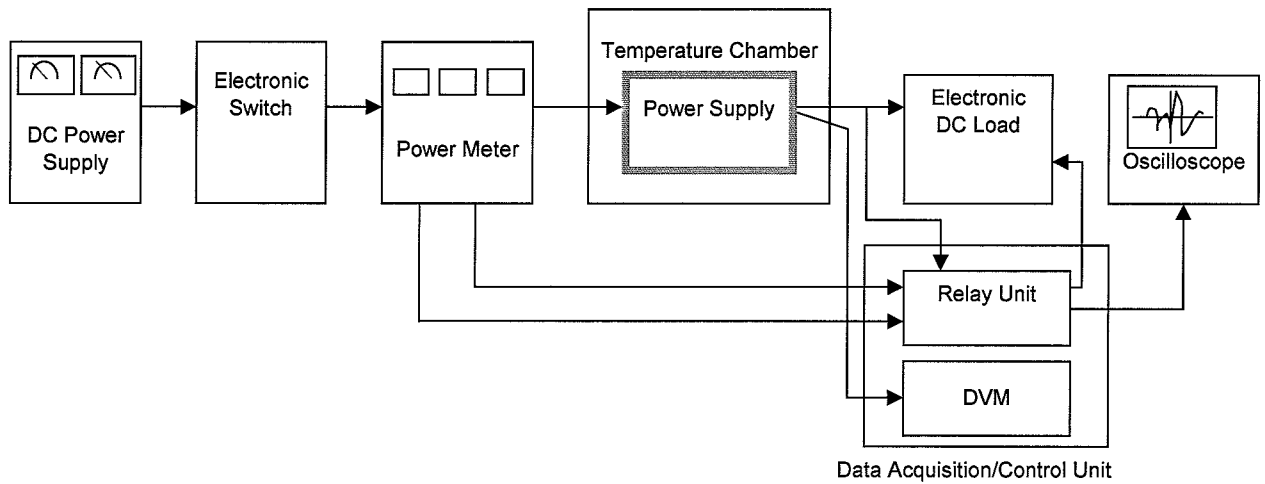 DC Power
Supply
Electronic
Switch
Power Meter
Temperature Chamber
Power Supply
Electronic
DC Load
Oscilloscope
Relay Unit
DVM
Data Acquisition/Control Unit